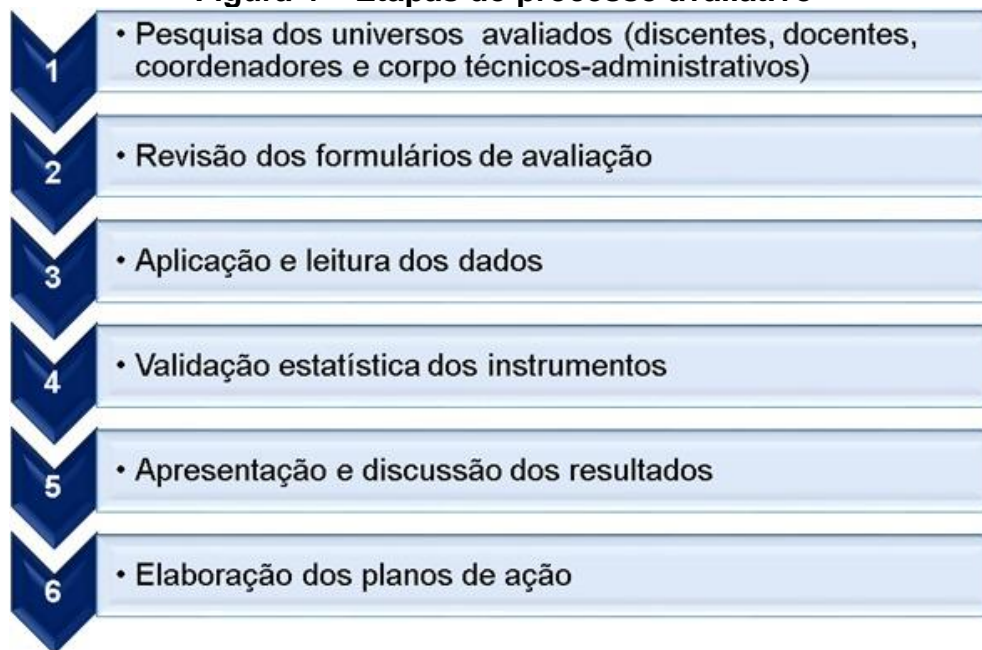 Figura 1 – Etapas do processo avaliativo
1
• Pesquisa dos universos avaliados (discentes, docentes,
coordenadores e corpo técnicos-administrativos)
2
• Revisão dos formulários de avaliação
3
• Aplicação e leitura dos dados
4
• Validação estatística dos instrumentos
5
• Apresentação e discussão dos resultados
6
• Elaboração dos planos de ação